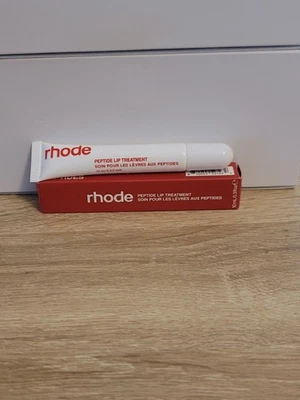 rhode
PEPTIDE LIP TREATMENT
SOIN POUR LES LÈVRES AUX PEPTIDES
rhode
PEPTIDE LIP TREATMENT
SOIN POUR LES LÈVRES AUX PEPTIDES